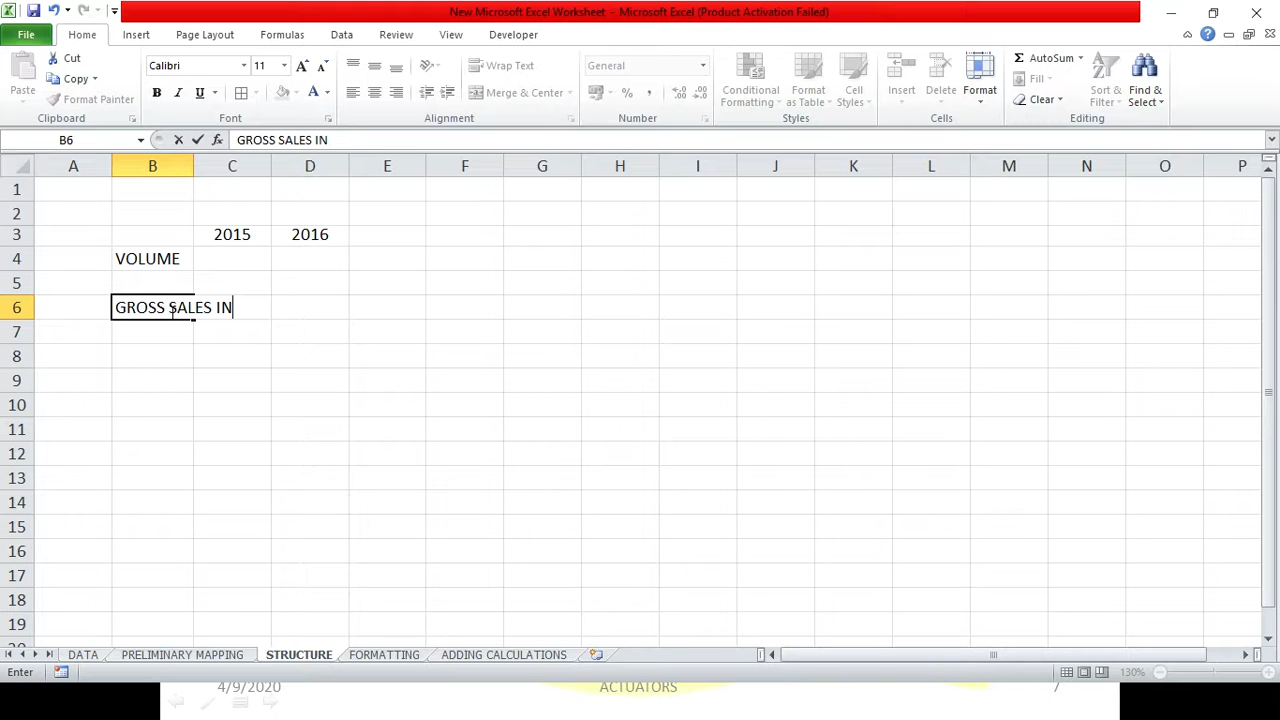 New Microsoft Excel Worksheet - Microsoft Excel (Product Activation Failed)
File Home Insert Page Layout Formulas Data Review View Developer
Paste Cut Copy Format Painter
Calibri 11
B I U A
Wrap Text
Merge & Center
General
% ,
Conditional Formatting
Format as Table
Cell Styles
Insert Delete Format
AutoSum
Fill
Clear
Sort & Filter
Find & Select
Clipboard Font Alignment Number Styles Cells Editing
B6 fx GROSS SALES IN
A B C D E F G H I J K L M N O P
1
2
3 2015 2016
4 VOLUME
5
6 GROSS SALES IN
7
8
9
10
11
12
13
14
15
16
17
18
19
DATA PRELIMINARY MAPPING STRUCTURE FORMATTING ADDING CALCULATIONS
Enter 130%
4/9/2020 ACTUATORS 7